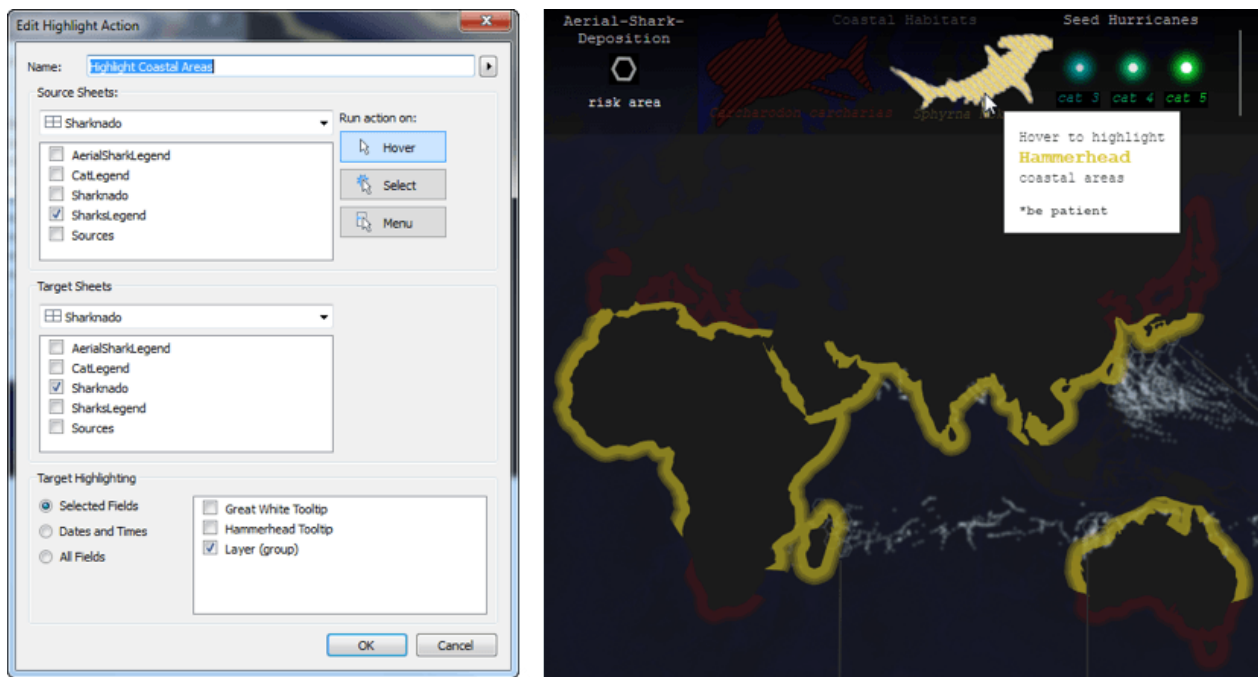 Edit Highlight Action
Name: Highlight Coastal Areas
Source Sheets:
Sharknado
Run action on:
AerialSharkLegend
CatLegend
Sharknado
SharksLegend
Sources
Hover
Select
Menu
Target Sheets
Sharknado
AerialSharkLegend
CatLegend
Sharknado
SharksLegend
Sources
Target Highlighting
Selected Fields
Dates and Times
All Fields
Great White Tooltip
Hammerhead Tooltip
Layer (group)
OK Cancel
Aerial-Shark-
Deposition
risk area
Coastal Habitats
Carcharodon carcharias
Sphyrna
Seed Hurricanes
cat 3 cat 4 cat 5
Hover to highlight
Hammerhead
coastal areas
*be patient